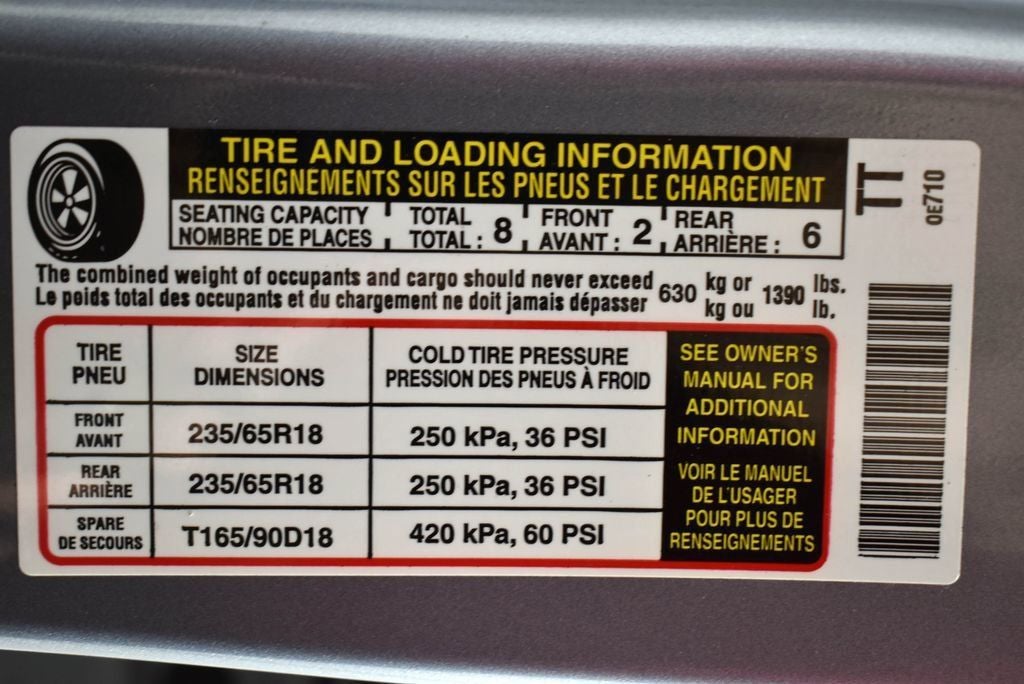 TIRE AND LOADING INFORMATION
RENSEIGNEMENTS SUR LES PNEUS ET LE CHARGEMENT
SEATING CAPACITY TOTAL FRONT REAR
NOMBRE DE PLACES TOTAL : 8 AVANT : 2 ARRIÈRE : 6
TT
0E710
The combined weight of occupants and cargo should never exceed 630 kg or 1390 lbs.
Le poids total des occupants et du chargement ne doit jamais dépasser kg ou lb.
TIRE SIZE COLD TIRE PRESSURE
PNEU DIMENSIONS PRESSION DES PNEUS À FROID
FRONT
AVANT 235/65R18 250 kPa, 36 PSI
REAR
ARRIÈRE 235/65R18 250 kPa, 36 PSI
SPARE
DE SECOURS T165/90D18 420 kPa, 60 PSI
SEE OWNER'S
MANUAL FOR
ADDITIONAL
INFORMATION
VOIR LE MANUEL
DE L'USAGER
POUR PLUS DE
RENSEIGNEMENTS